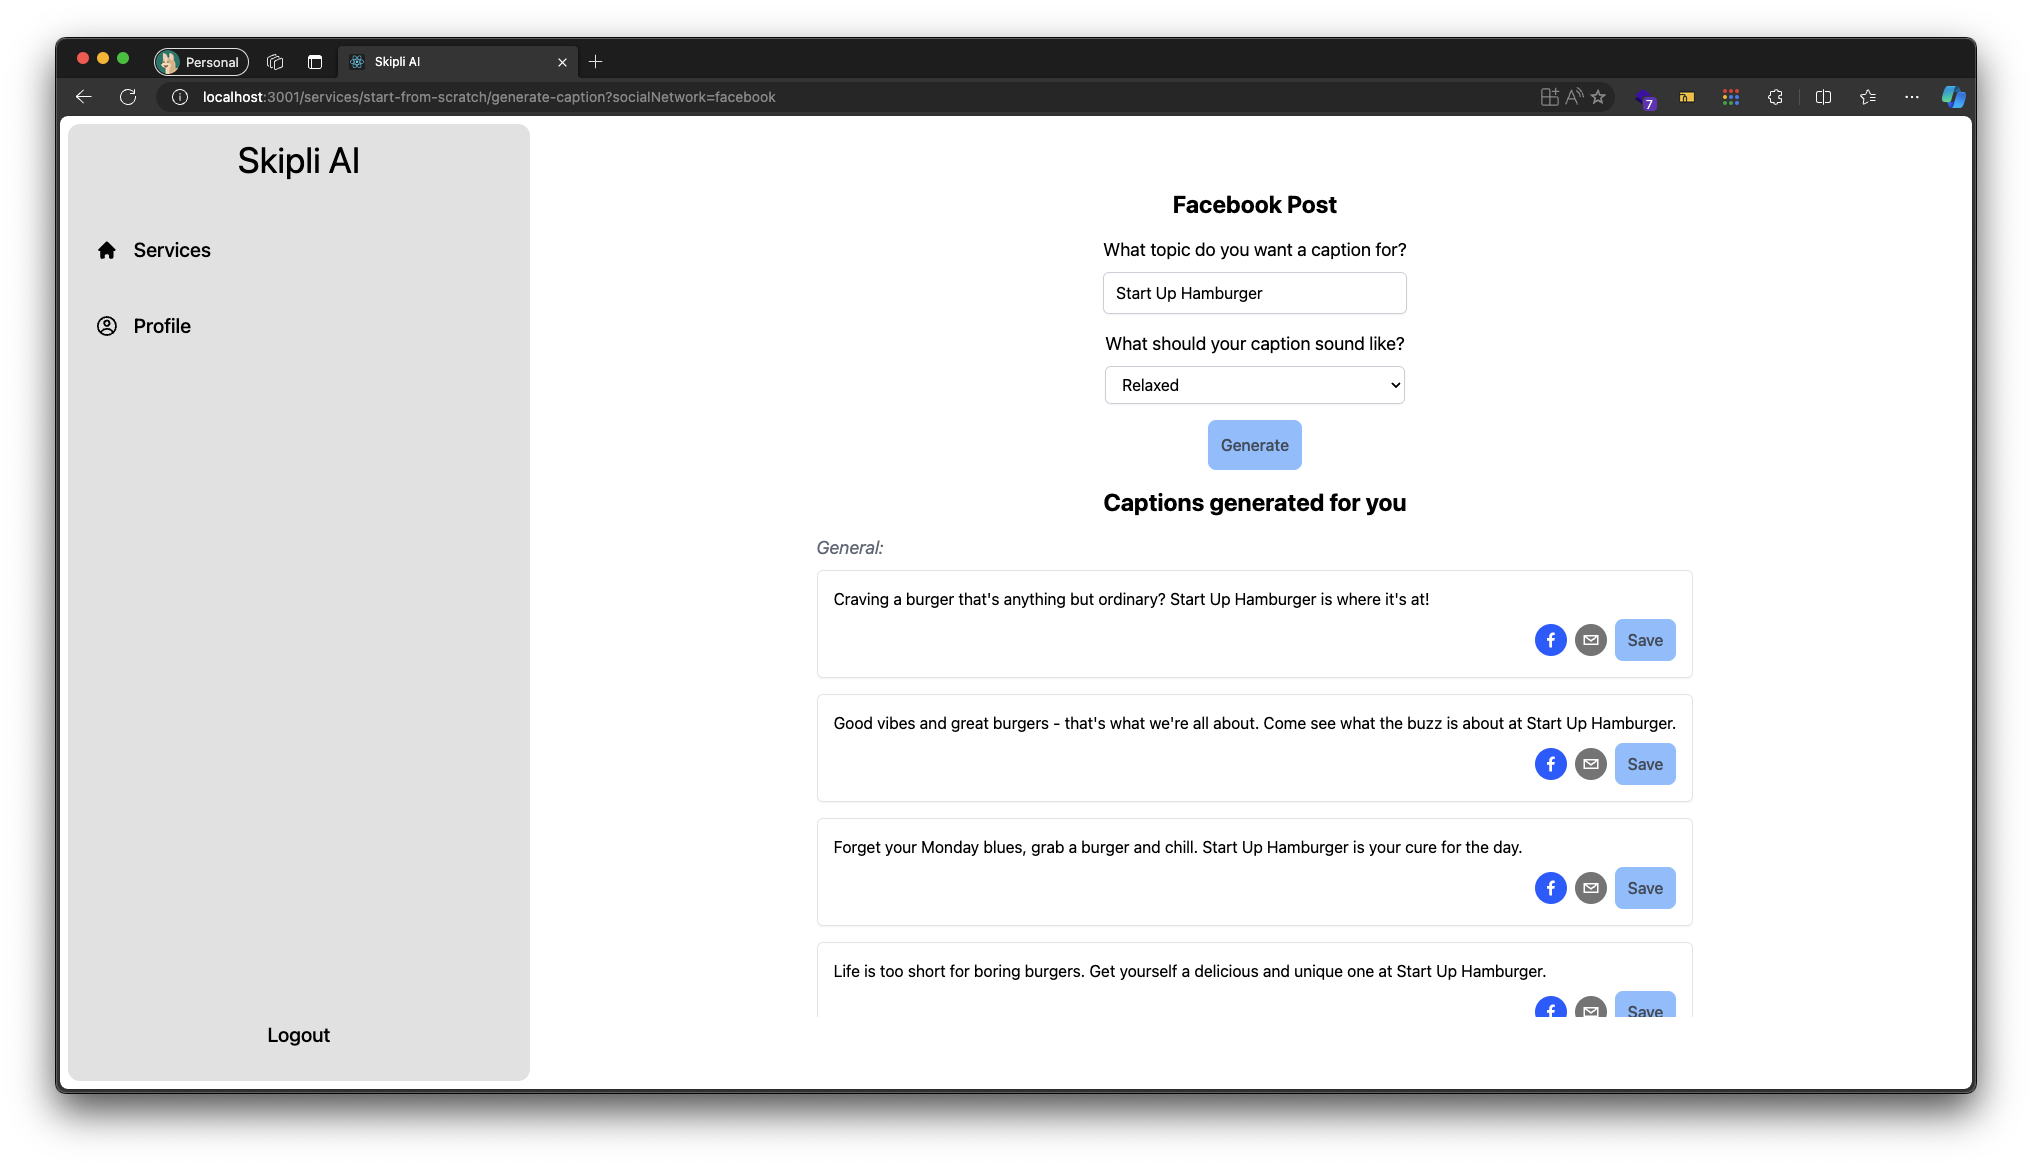 Personal
Skipli AI
localhost:3001/services/start-from-scratch/generate-caption?socialNetwork=facebook
7
Skipli AI
Services
Profile
Logout
Facebook Post
What topic do you want a caption for?
Start Up Hamburger
What should your caption sound like?
Relaxed
Generate
Captions generated for you
General:
Craving a burger that's anything but ordinary? Start Up Hamburger is where it's at!
Save
Good vibes and great burgers - that's what we're all about. Come see what the buzz is about at Start Up Hamburger.
Save
Forget your Monday blues, grab a burger and chill. Start Up Hamburger is your cure for the day.
Save
Life is too short for boring burgers. Get yourself a delicious and unique one at Start Up Hamburger.
Save